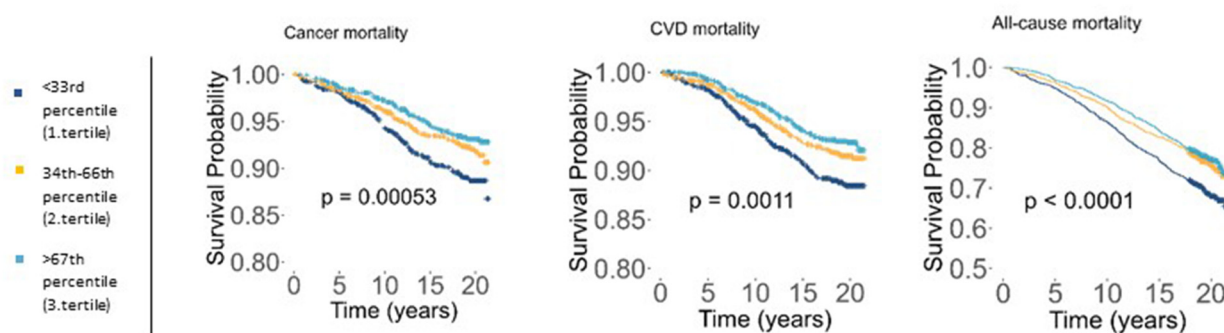 <33rd
percentile
(1.tertile)
34th-66th
percentile
(2.tertile)
>67th
percentile
(3.tertile)
Cancer mortality
Survival Probability
1.00
0.95
0.90
0.85
0.80
p = 0.00053
0 5 10 15 20
Time (years)
CVD mortality
Survival Probability
1.00
0.95
0.90
0.85
0.80
p = 0.0011
0 5 10 15 20
Time (years)
All-cause mortality
Survival Probability
1.0
0.9
0.8
0.7
0.6
0.5
p < 0.0001
0 5 10 15 20
Time (years)